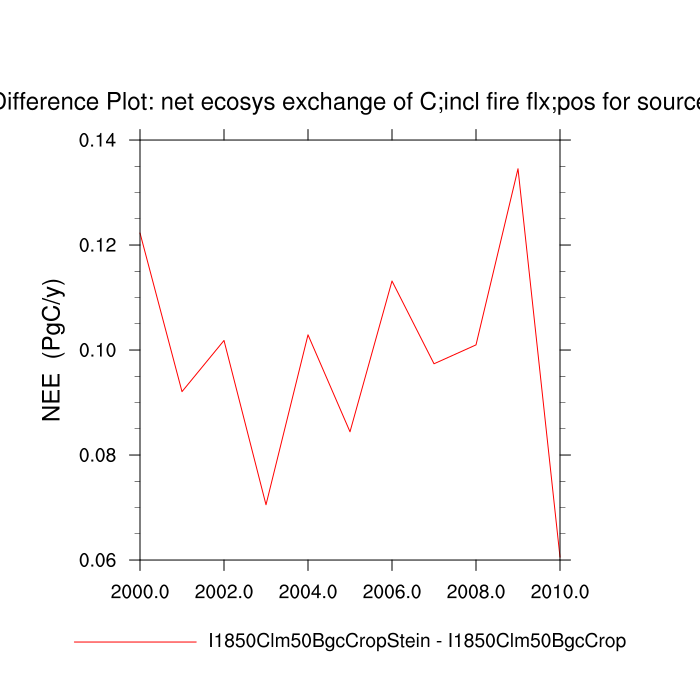 Difference Plot: net ecosys exchange of C;incl fire flx;pos for source
0.14
0.12
0.10
0.08
0.06
NEE (PgC/y)
2000.0 2002.0 2004.0 2006.0 2008.0 2010.0
I1850Clm50BgcCropStein - I1850Clm50BgcCrop